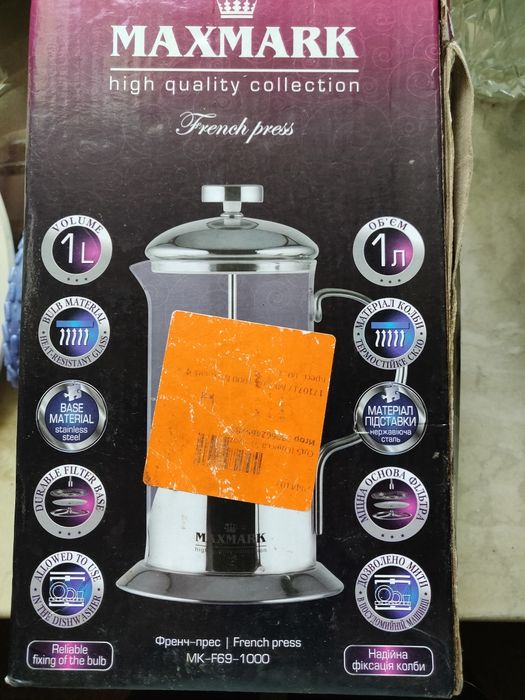 MAXMARK
high quality collection
French press
VOLUME
1L
ОБ'ЄМ
1л
BULB MATERIAL
HEAT-RESISTANT GLASS
МАТЕРІАЛ КОЛБИ
ТЕРМОСТІЙКЕ СКЛО
BASE
MATERIAL
stainless
steel
МАТЕРІАЛ
ПІДСТАВКИ
нержавіюча
сталь
DURABLE FILTER BASE
МІЦНА ОСНОВА ФІЛЬТРА
ALLOWED TO USE
IN THE DISHWASHER
ДОЗВОЛЕНО МИТИ
В ПОСУДОМИЙНІЙ МАШИНІ
MAXMARK
Reliable
fixing of the bulb
Френч-прес | French press
MK-F69-1000
Надійна
фіксація колби